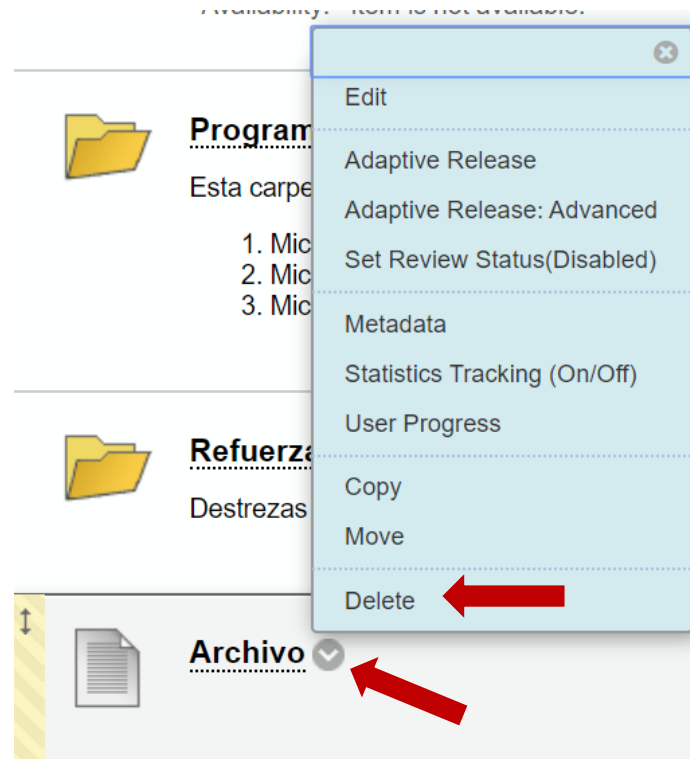 Availability: Item is not available.
Edit
Program
Adaptive Release
Esta carpe
Adaptive Release: Advanced
1. Mic
Set Review Status(Disabled)
2. Mic
3. Mic
Metadata
Statistics Tracking (On/Off)
User Progress
Refuerza
Copy
Destrezas
Move
Delete
Archivo